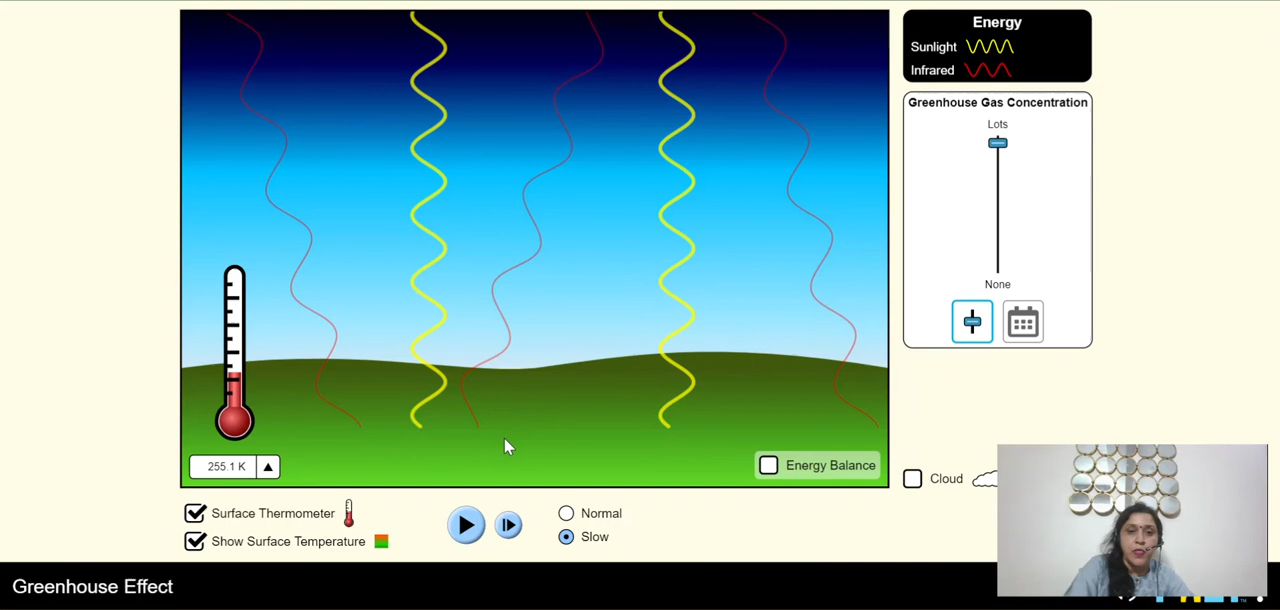 Energy
Sunlight
Infrared
Greenhouse Gas Concentration
Lots
None
255.1 K
Energy Balance
Cloud
Surface Thermometer
Normal
Show Surface Temperature
Slow
Greenhouse Effect